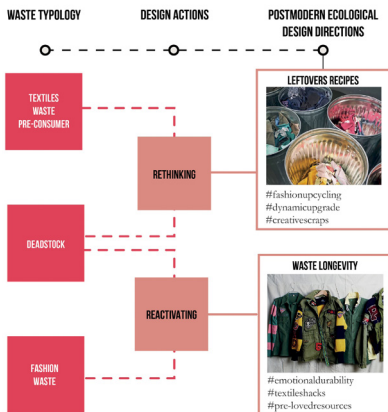 WASTE TYPOLOGY
DESIGN ACTIONS
POSTMODERN ECOLOGICAL
DESIGN DIRECTIONS
TEXTILES
WASTE
PRE-CONSUMER
DEADSTOCK
FASHION
WASTE
RETHINKING
REACTIVATING
LEFTOVERS RECIPES
#fashionupcycling
#dynamicupgrade
#creativescraps
WASTE LONGEVITY
#emotionaldurability
#textileshacks
#pre-lovedresources